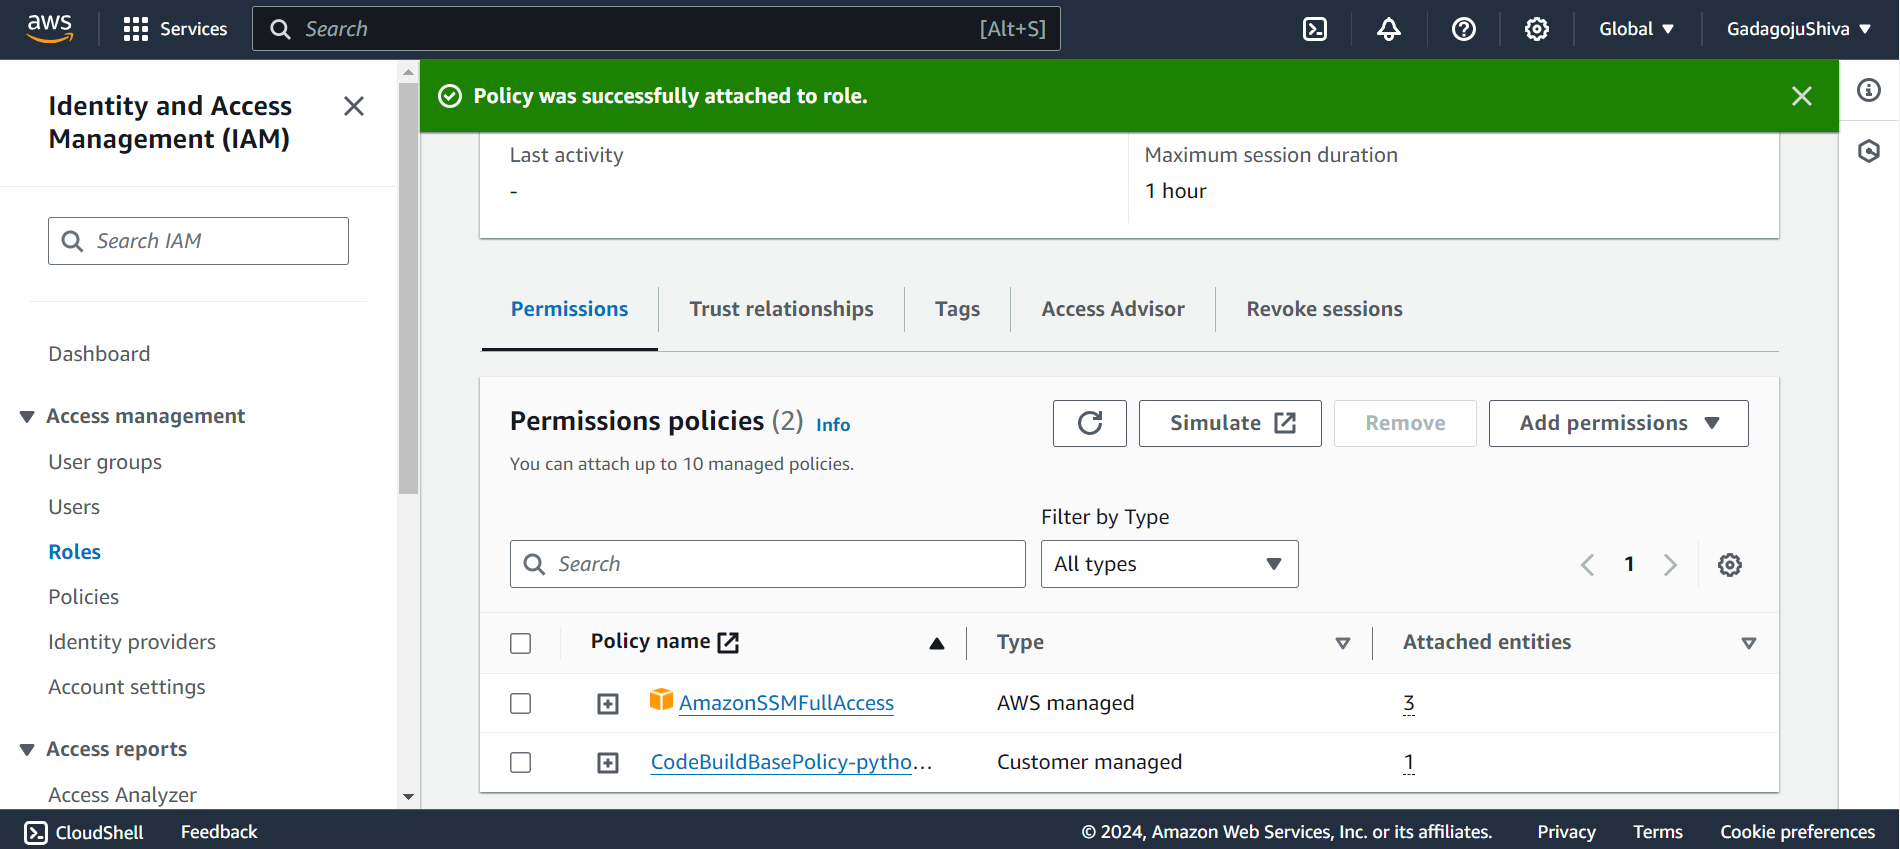 aws
Services
Search [Alt+S]
Global
GadagojuShiva
Identity and Access
Management (IAM)
Search IAM
Dashboard
Access management
User groups
Users
Roles
Policies
Identity providers
Account settings
Access reports
Access Analyzer
Policy was successfully attached to role.
Last activity
-
Maximum session duration
1 hour
Permissions
Trust relationships
Tags
Access Advisor
Revoke sessions
Permissions policies (2) Info
You can attach up to 10 managed policies.
Simulate
Remove
Add permissions
Filter by Type
Search
All types
1
Policy name
Type
Attached entities
AmazonSSMFullAccess
AWS managed
3
CodeBuildBasePolicy-pytho...
Customer managed
1
CloudShell
Feedback
© 2024, Amazon Web Services, Inc. or its affiliates.
Privacy
Terms
Cookie preferences